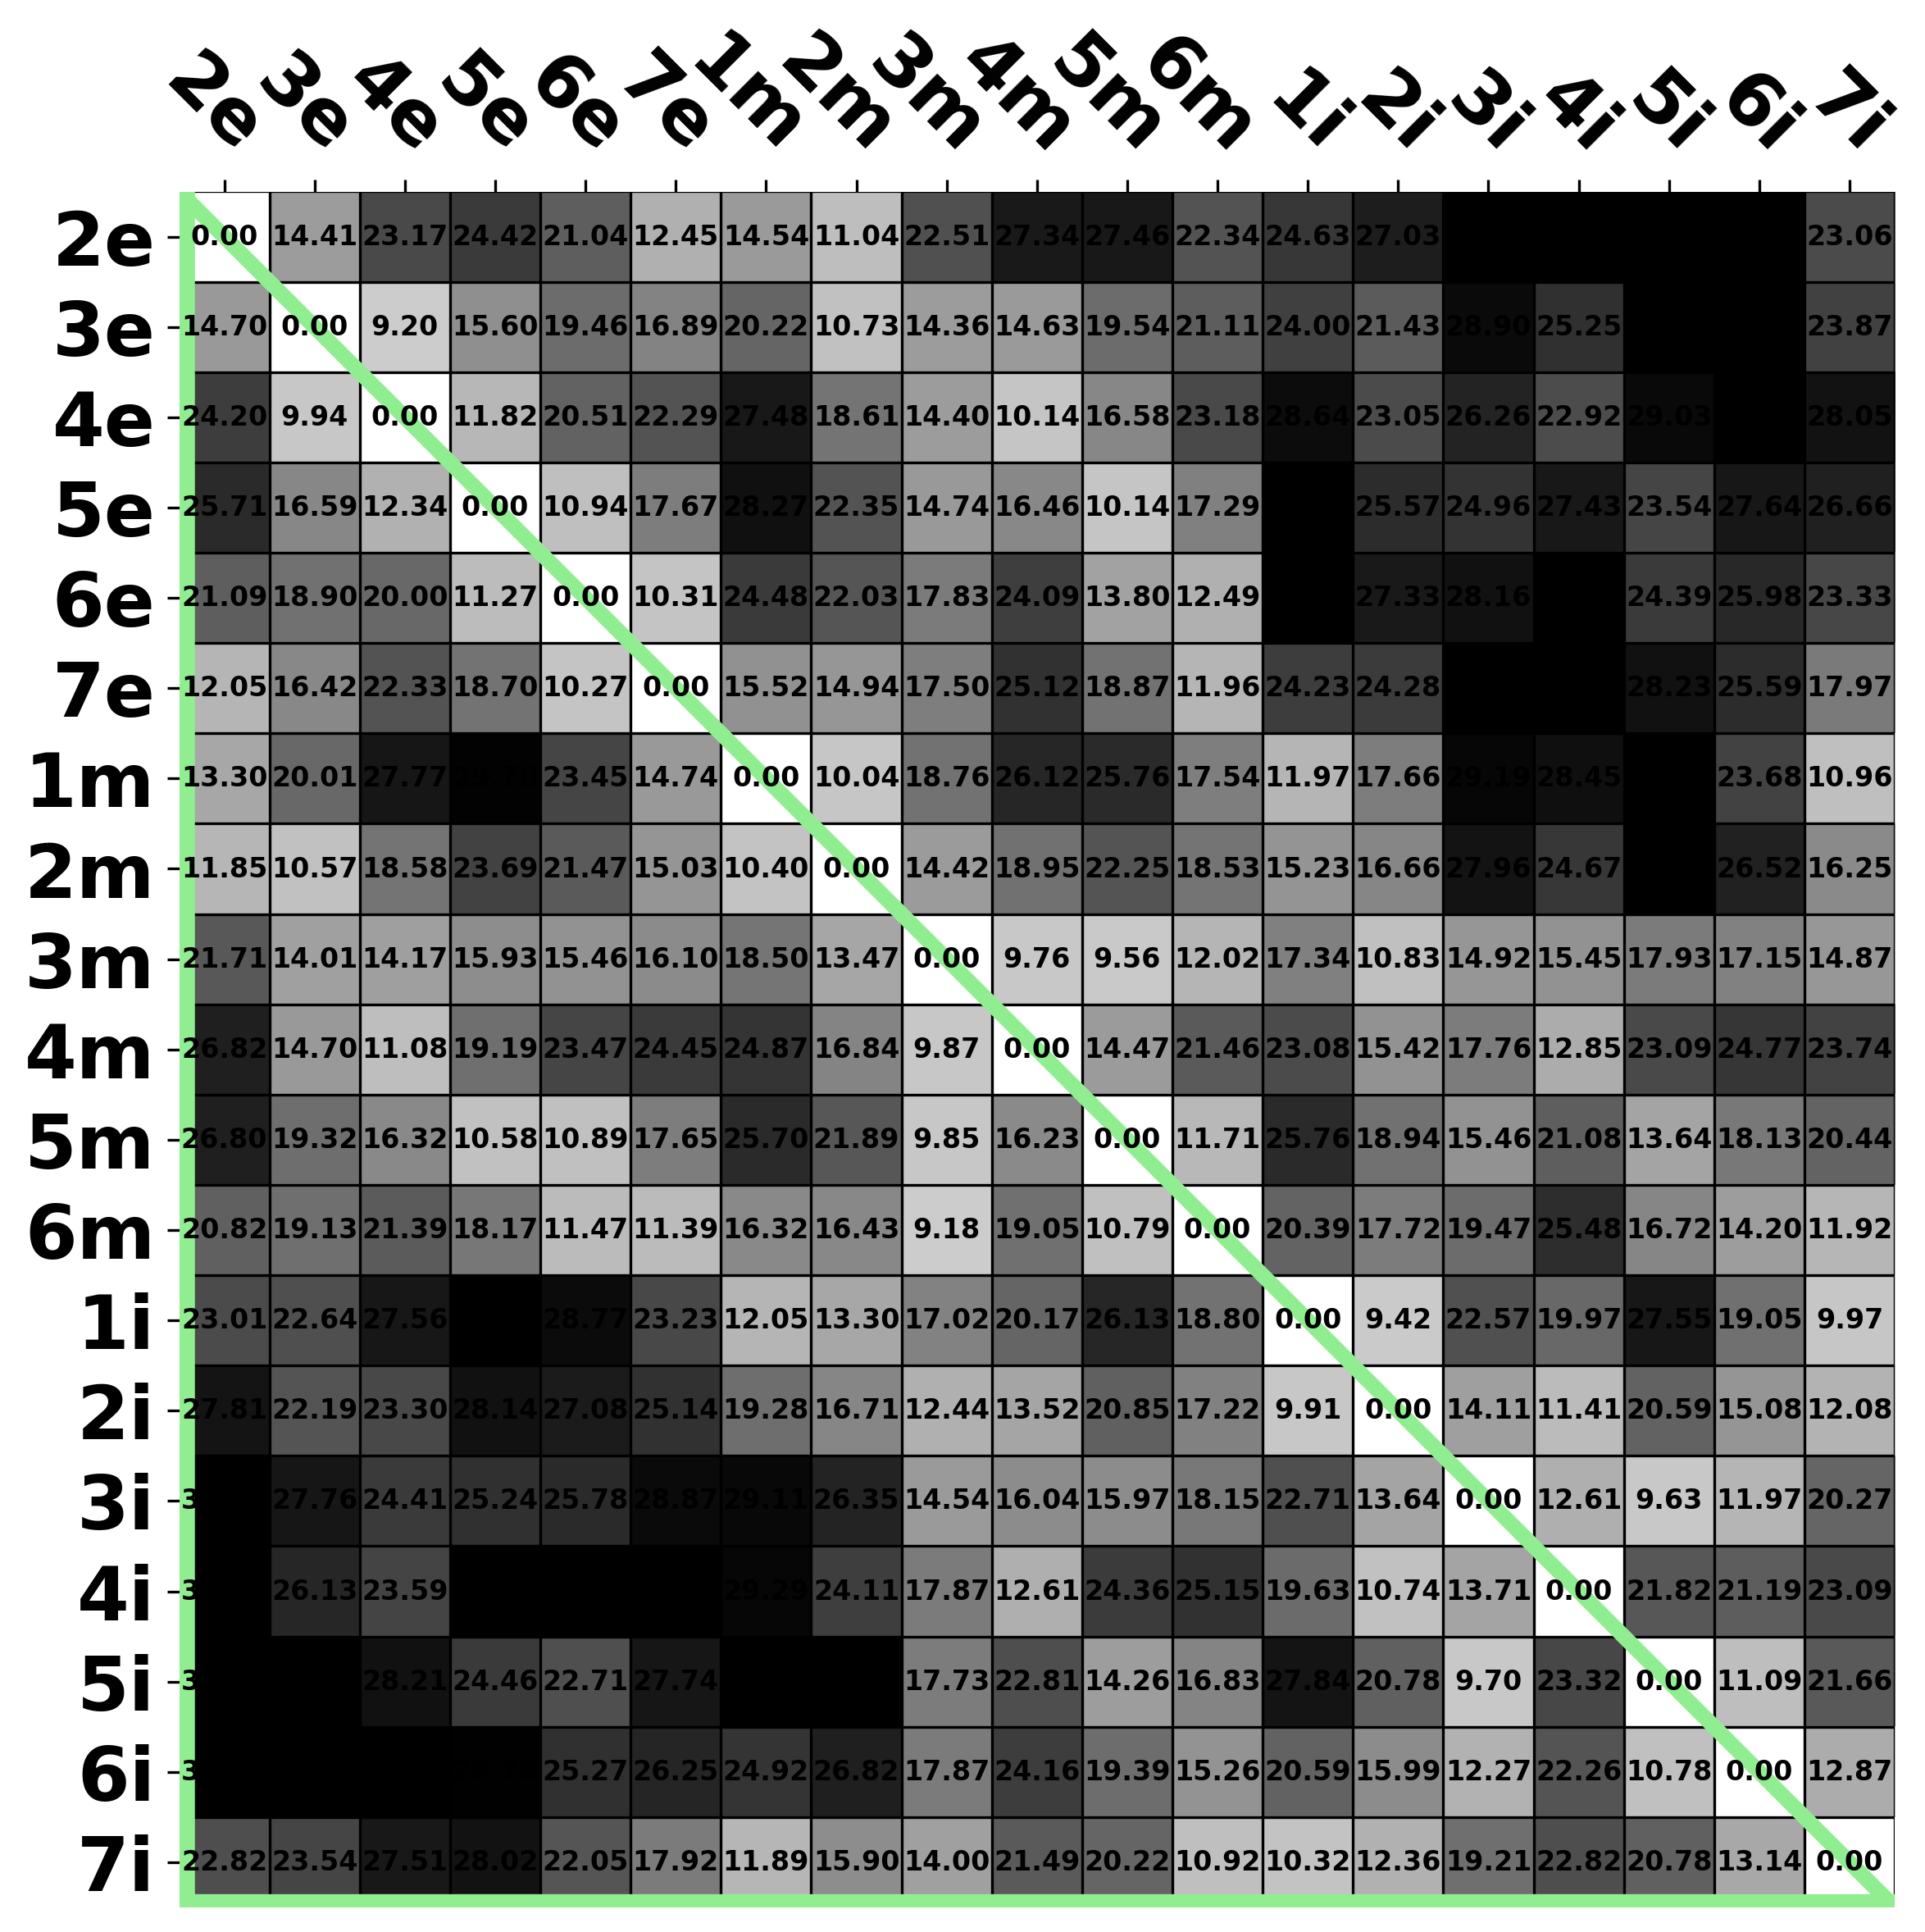 2e 3e 4e 5e 6e 7e 1m 2m 3m 4m 5m 6m 1i 2i 3i 4i 5i 6i 7i
2e 0.00 14.41 23.17 24.42 21.04 12.45 14.54 11.04 22.51 27.34 27.46 22.34 24.63 27.03 23.06
3e 14.70 0.00 9.20 15.60 19.46 16.89 20.22 10.73 14.36 14.63 19.54 21.11 24.00 21.43 28.90 25.25 23.87
4e 24.20 9.94 0.00 11.82 20.51 22.29 27.48 18.61 14.40 10.14 16.58 23.18 28.64 23.05 26.26 22.92 29.03 28.05
5e 25.71 16.59 12.34 0.00 10.94 17.67 28.27 22.35 14.74 16.46 10.14 17.29 25.57 24.96 27.43 23.54 27.64 26.66
6e 21.09 18.90 20.00 11.27 0.00 10.31 24.48 22.03 17.83 24.09 13.80 12.49 27.33 28.16 24.39 25.98 23.33
7e 12.05 16.42 22.33 18.70 10.27 0.00 15.52 14.94 17.50 25.12 18.87 11.96 24.23 24.28 28.23 25.59 17.97
1m 13.30 20.01 27.77 23.45 14.74 0.00 10.04 18.76 26.12 25.76 17.54 11.97 17.66 29.19 28.45 23.68 10.96
2m 11.85 10.57 18.58 23.69 21.47 15.03 10.40 0.00 14.42 18.95 22.25 18.53 15.23 16.66 27.96 24.67 26.52 16.25
3m 21.71 14.01 14.17 15.93 15.46 16.10 18.50 13.47 0.00 9.76 9.56 12.02 17.34 10.83 14.92 15.45 17.93 17.15 14.87
4m 26.82 14.70 11.08 19.19 23.47 24.45 24.87 16.84 9.87 0.00 14.47 21.46 23.08 15.42 17.76 12.85 23.09 24.77 23.74
5m 26.80 19.32 16.32 10.58 10.89 17.65 25.70 21.89 9.85 16.23 0.00 11.71 25.76 18.94 15.46 21.08 13.64 18.13 20.44
6m 20.82 19.13 21.39 18.17 11.47 11.39 16.32 16.43 9.18 19.05 10.79 0.00 20.39 17.72 19.47 25.48 16.72 14.20 11.92
1i 23.01 22.64 27.56 28.77 23.23 12.05 13.30 17.02 20.17 26.13 18.80 0.00 9.42 22.57 19.97 27.55 19.05 9.97
2i 27.81 22.19 23.30 28.14 27.08 25.14 19.28 16.71 12.44 13.52 20.85 17.22 9.91 0.00 14.11 11.41 20.59 15.08 12.08
3i 27.76 24.41 25.24 25.78 28.87 29.11 26.35 14.54 16.04 15.97 18.15 22.71 13.64 0.00 12.61 9.63 11.97 20.27
4i 26.13 23.59 29.29 24.11 17.87 12.61 24.36 25.15 19.63 10.74 13.71 0.00 21.82 21.19 23.09
5i 28.21 24.46 22.71 27.74 17.73 22.81 14.26 16.83 27.84 20.78 9.70 23.32 0.00 11.09 21.66
6i 25.27 26.25 24.92 26.82 17.87 24.16 19.39 15.26 20.59 15.99 12.27 22.26 10.78 0.00 12.87
7i 22.82 23.54 27.51 28.02 22.05 17.92 11.89 15.90 14.00 21.49 20.22 10.92 10.32 12.36 19.21 22.82 20.78 13.14 0.00